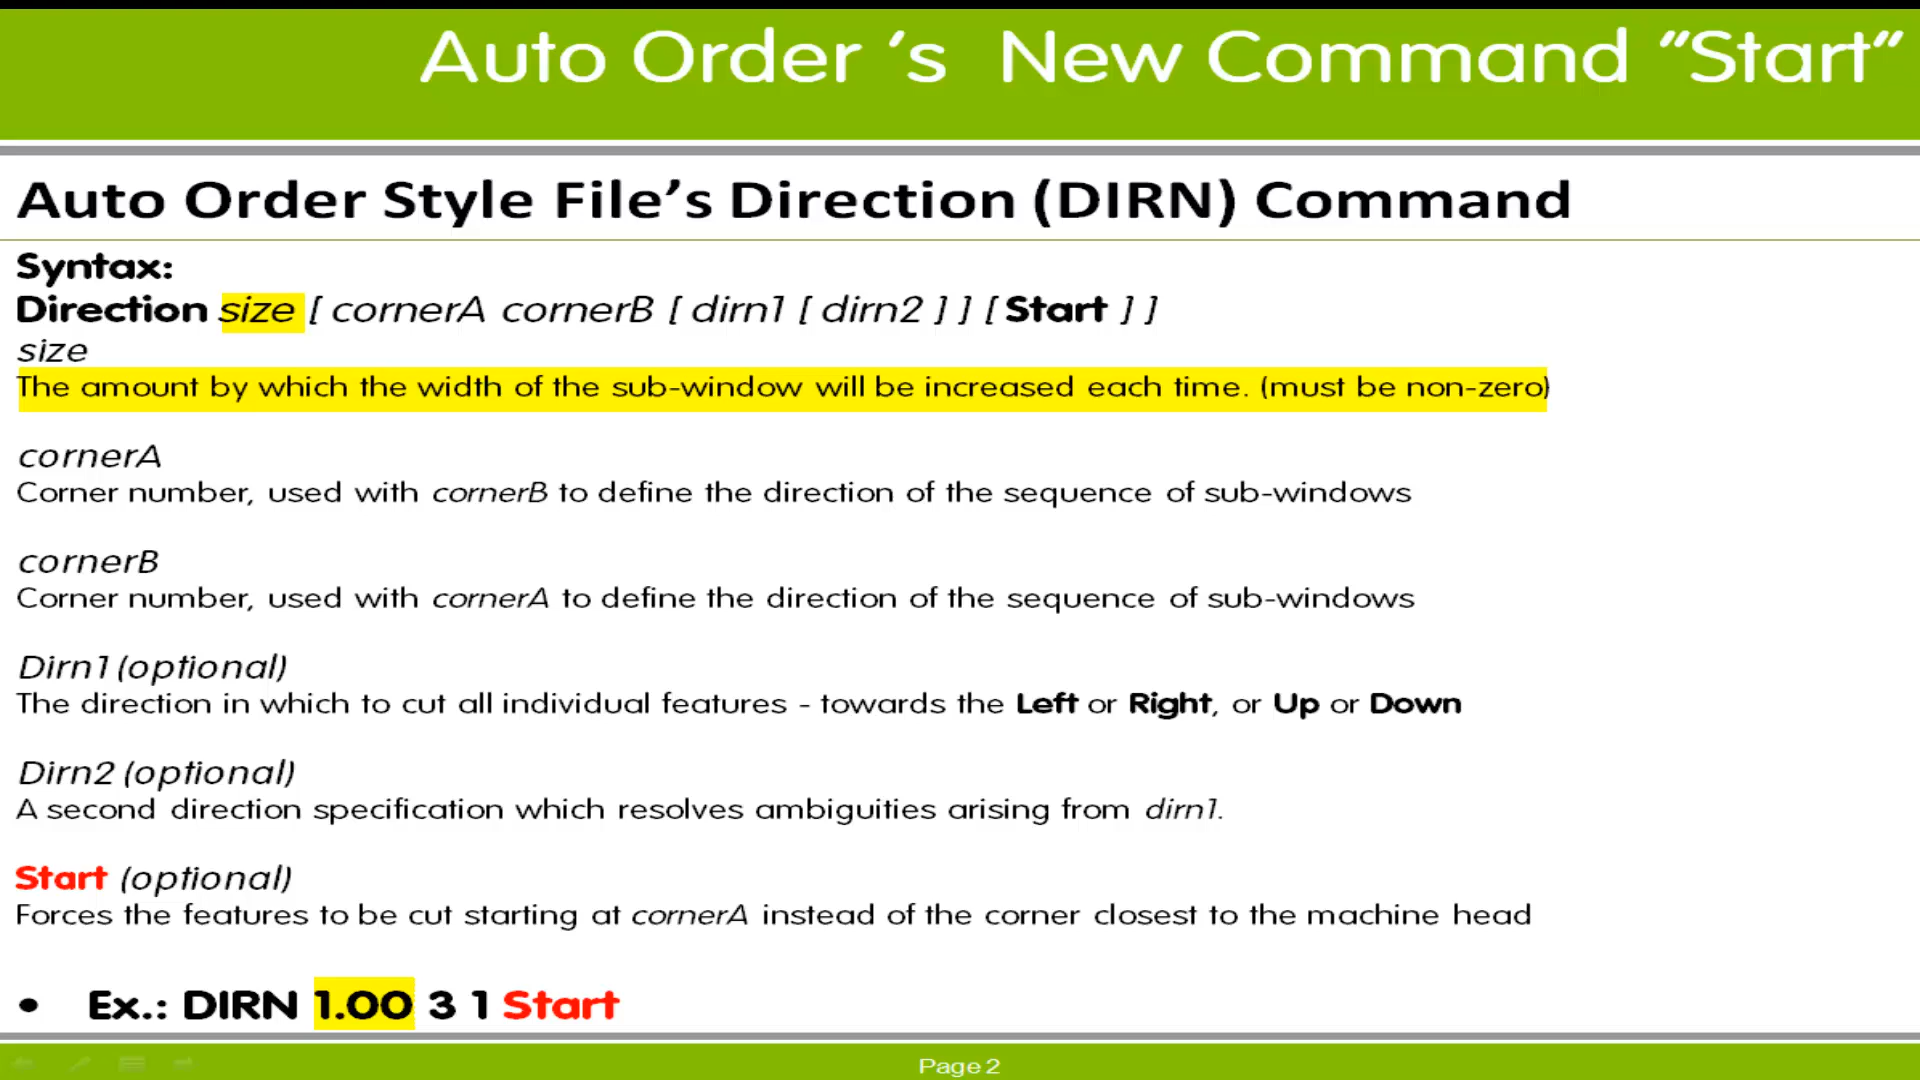 Auto Order ‘s  New Command “Start”
Auto Order Style File’s Direction (DIRN) Command
Syntax:
Direction size [ cornerA cornerB [ dirn1 [ dirn2 ] ] [ Start ] ]
size
The amount by which the width of the sub-window will be increased each time. (must be non-zero)
cornerA
Corner number, used with cornerB to define the direction of the sequence of sub-windows
cornerB
Corner number, used with cornerA to define the direction of the sequence of sub-windows
Dirn1 (optional)
The direction in which to cut all individual features - towards the Left or Right, or Up or Down
Dirn2 (optional)
A second direction specification which resolves ambiguities arising from dirn1.
Start (optional)
Forces the features to be cut starting at cornerA instead of the corner closest to the machine head
• Ex.: DIRN 1.00 3 1 Start
Page 2